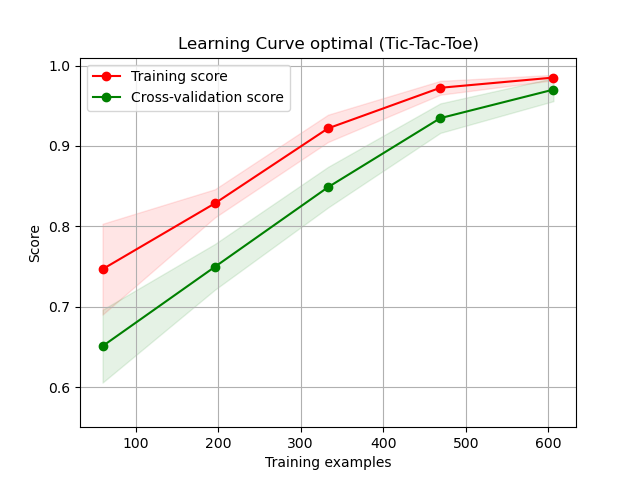 Learning Curve optimal (Tic-Tac-Toe)
Training score
Cross-validation score
1.0
0.9
0.8
0.7
0.6
Score
100 200 300 400 500 600
Training examples